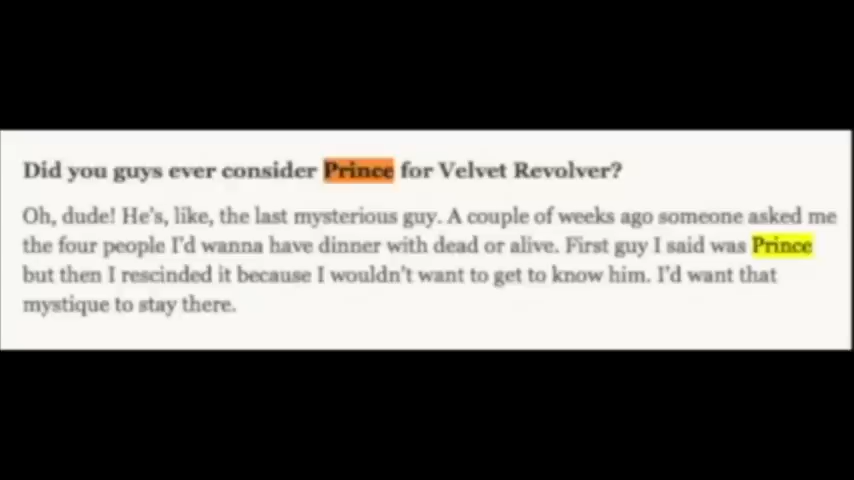 Did you guys ever consider Prince for Velvet Revolver?
Oh, dude! He's, like, the last mysterious guy. A couple of weeks ago someone asked me
the four people I'd wanna have dinner with dead or alive. First guy I said was Prince
but then I rescinded it because I wouldn't want to get to know him. I'd want that
mystique to stay there.